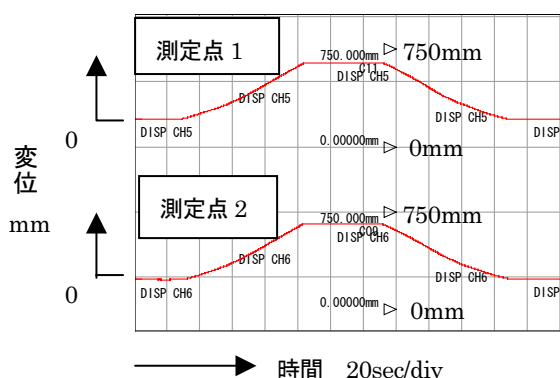 測定点 1
750.000mm
750mm
C11
DISP CH5
DISP CH5
DISP CH5
DISP CH5
DISP
0
0.00000mm
0mm
変位
mm
測定点 2
750.000mm
750mm
C09
DISP CH6
DISP CH6
DISP CH6
DISP CH6
DISP
0
0.00000mm
0mm
時間 20sec/div